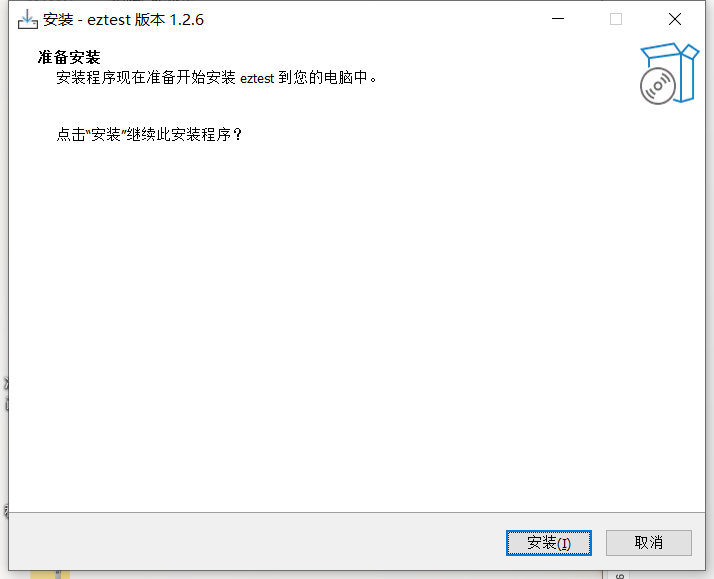 安装 - eztest 版本 1.2.6
准备安装
安装程序现在准备开始安装 eztest 到您的电脑中。
点击“安装”继续此安装程序？
安装(I)
取消